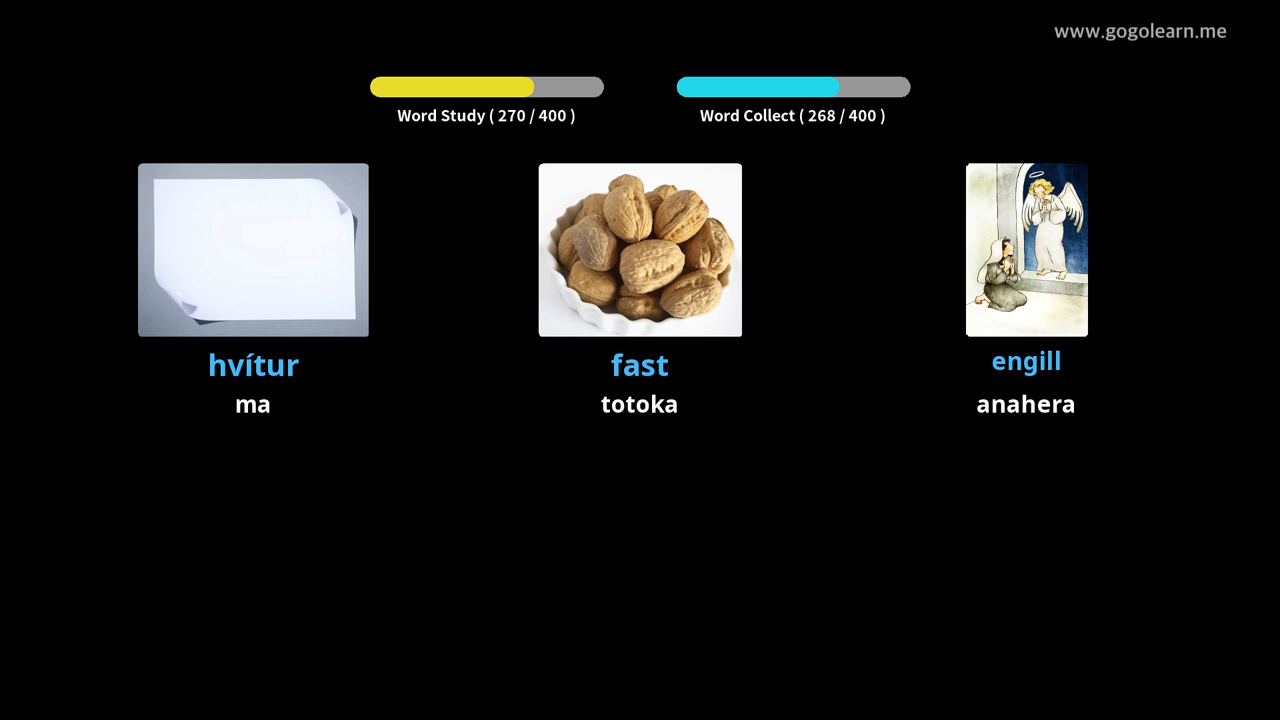 www.gogolearn.me
Word Study ( 270 / 400 )
Word Collect ( 268 / 400 )
hvítur
ma
fast
totoka
engill
anahera